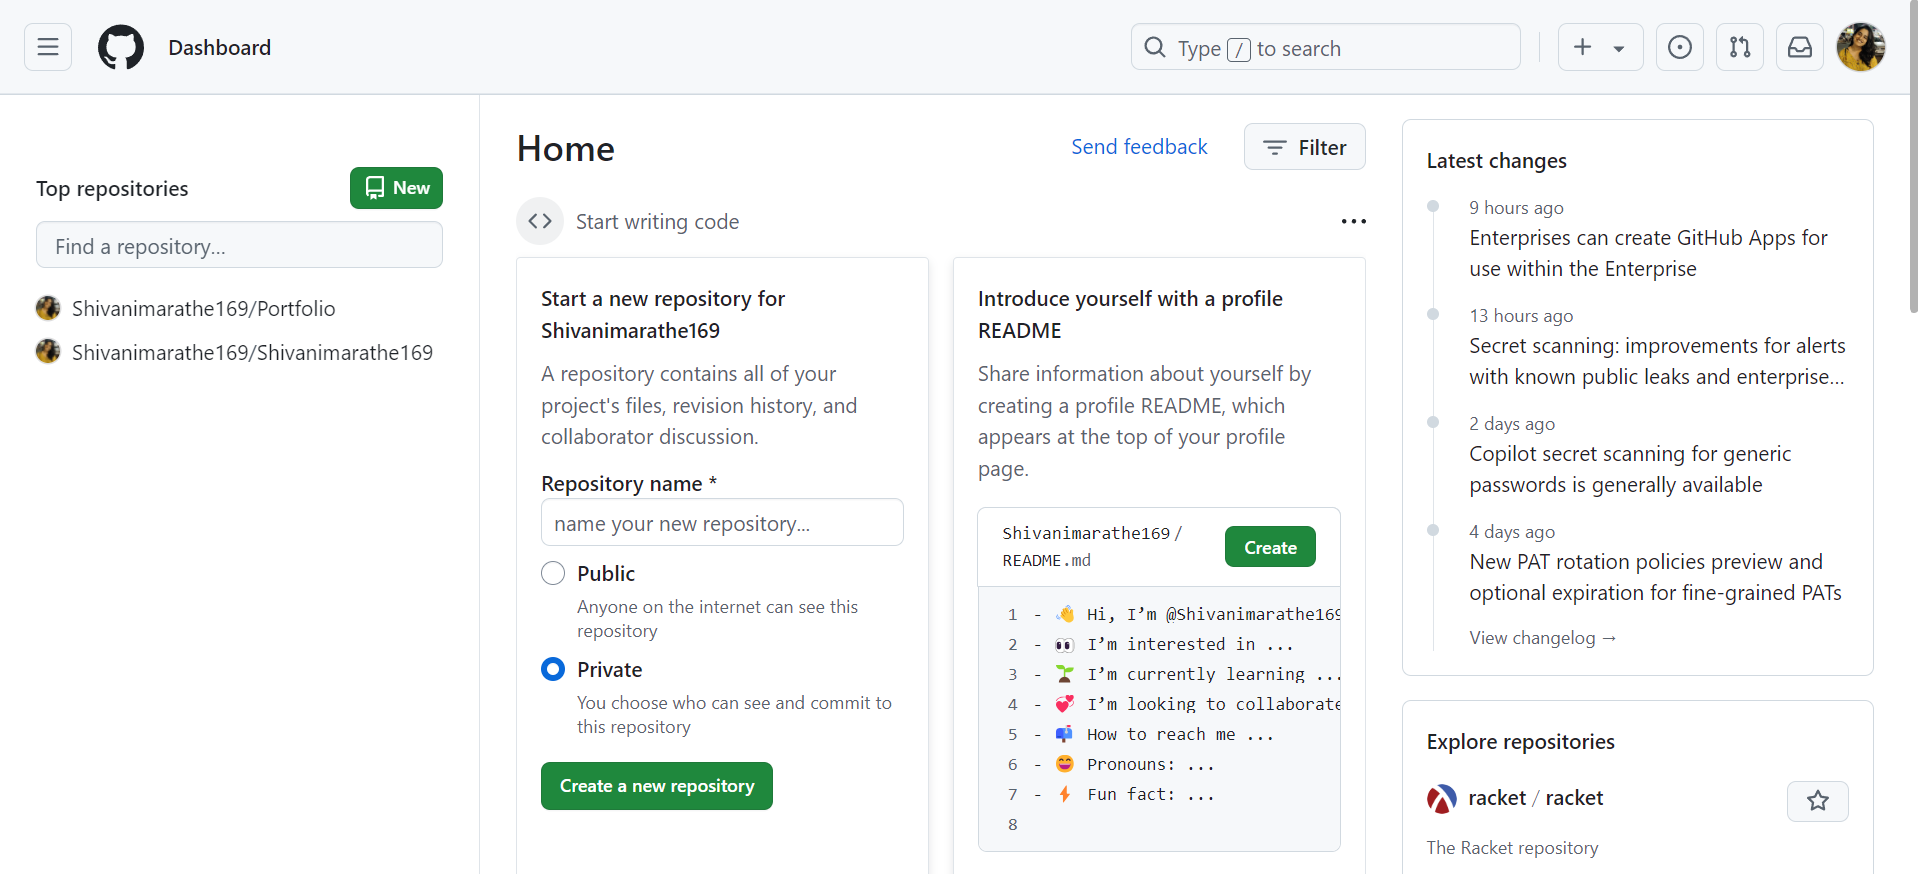 Dashboard
Type / to search
Top repositories
New
Find a repository...
Shivanimarathe169/Portfolio
Shivanimarathe169/Shivanimarathe169
Home
Send feedback
Filter
Start writing code
Start a new repository for
Shivanimarathe169
A repository contains all of your
project's files, revision history, and
collaborator discussion.
Repository name *
name your new repository...
Public
Anyone on the internet can see this
repository
Private
You choose who can see and commit to
this repository
Create a new repository
Introduce yourself with a profile
README
Share information about yourself by
creating a profile README, which
appears at the top of your profile
page.
Shivanimarathe169/
README.md
Create
1 - 👋 Hi, I’m @Shivanimarathe169
2 - 👀 I’m interested in ...
3 - 🌱 I’m currently learning ...
4 - 💞️ I’m looking to collaborate
5 - 📫 How to reach me ...
6 - 😄 Pronouns: ...
7 - ⚡ Fun fact: ...
8
Latest changes
9 hours ago
Enterprises can create GitHub Apps for
use within the Enterprise
13 hours ago
Secret scanning: improvements for alerts
with known public leaks and enterprise...
2 days ago
Copilot secret scanning for generic
passwords is generally available
4 days ago
New PAT rotation policies preview and
optional expiration for fine-grained PATs
View changelog →
Explore repositories
racket / racket
The Racket repository